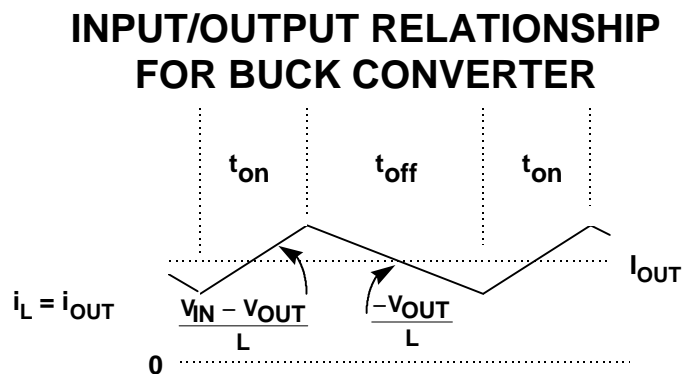 INPUT/OUTPUT RELATIONSHIP
FOR BUCK CONVERTER
ton toff ton
IOUT
iL = iOUT
VIN – VOUT
L
–VOUT
L
0